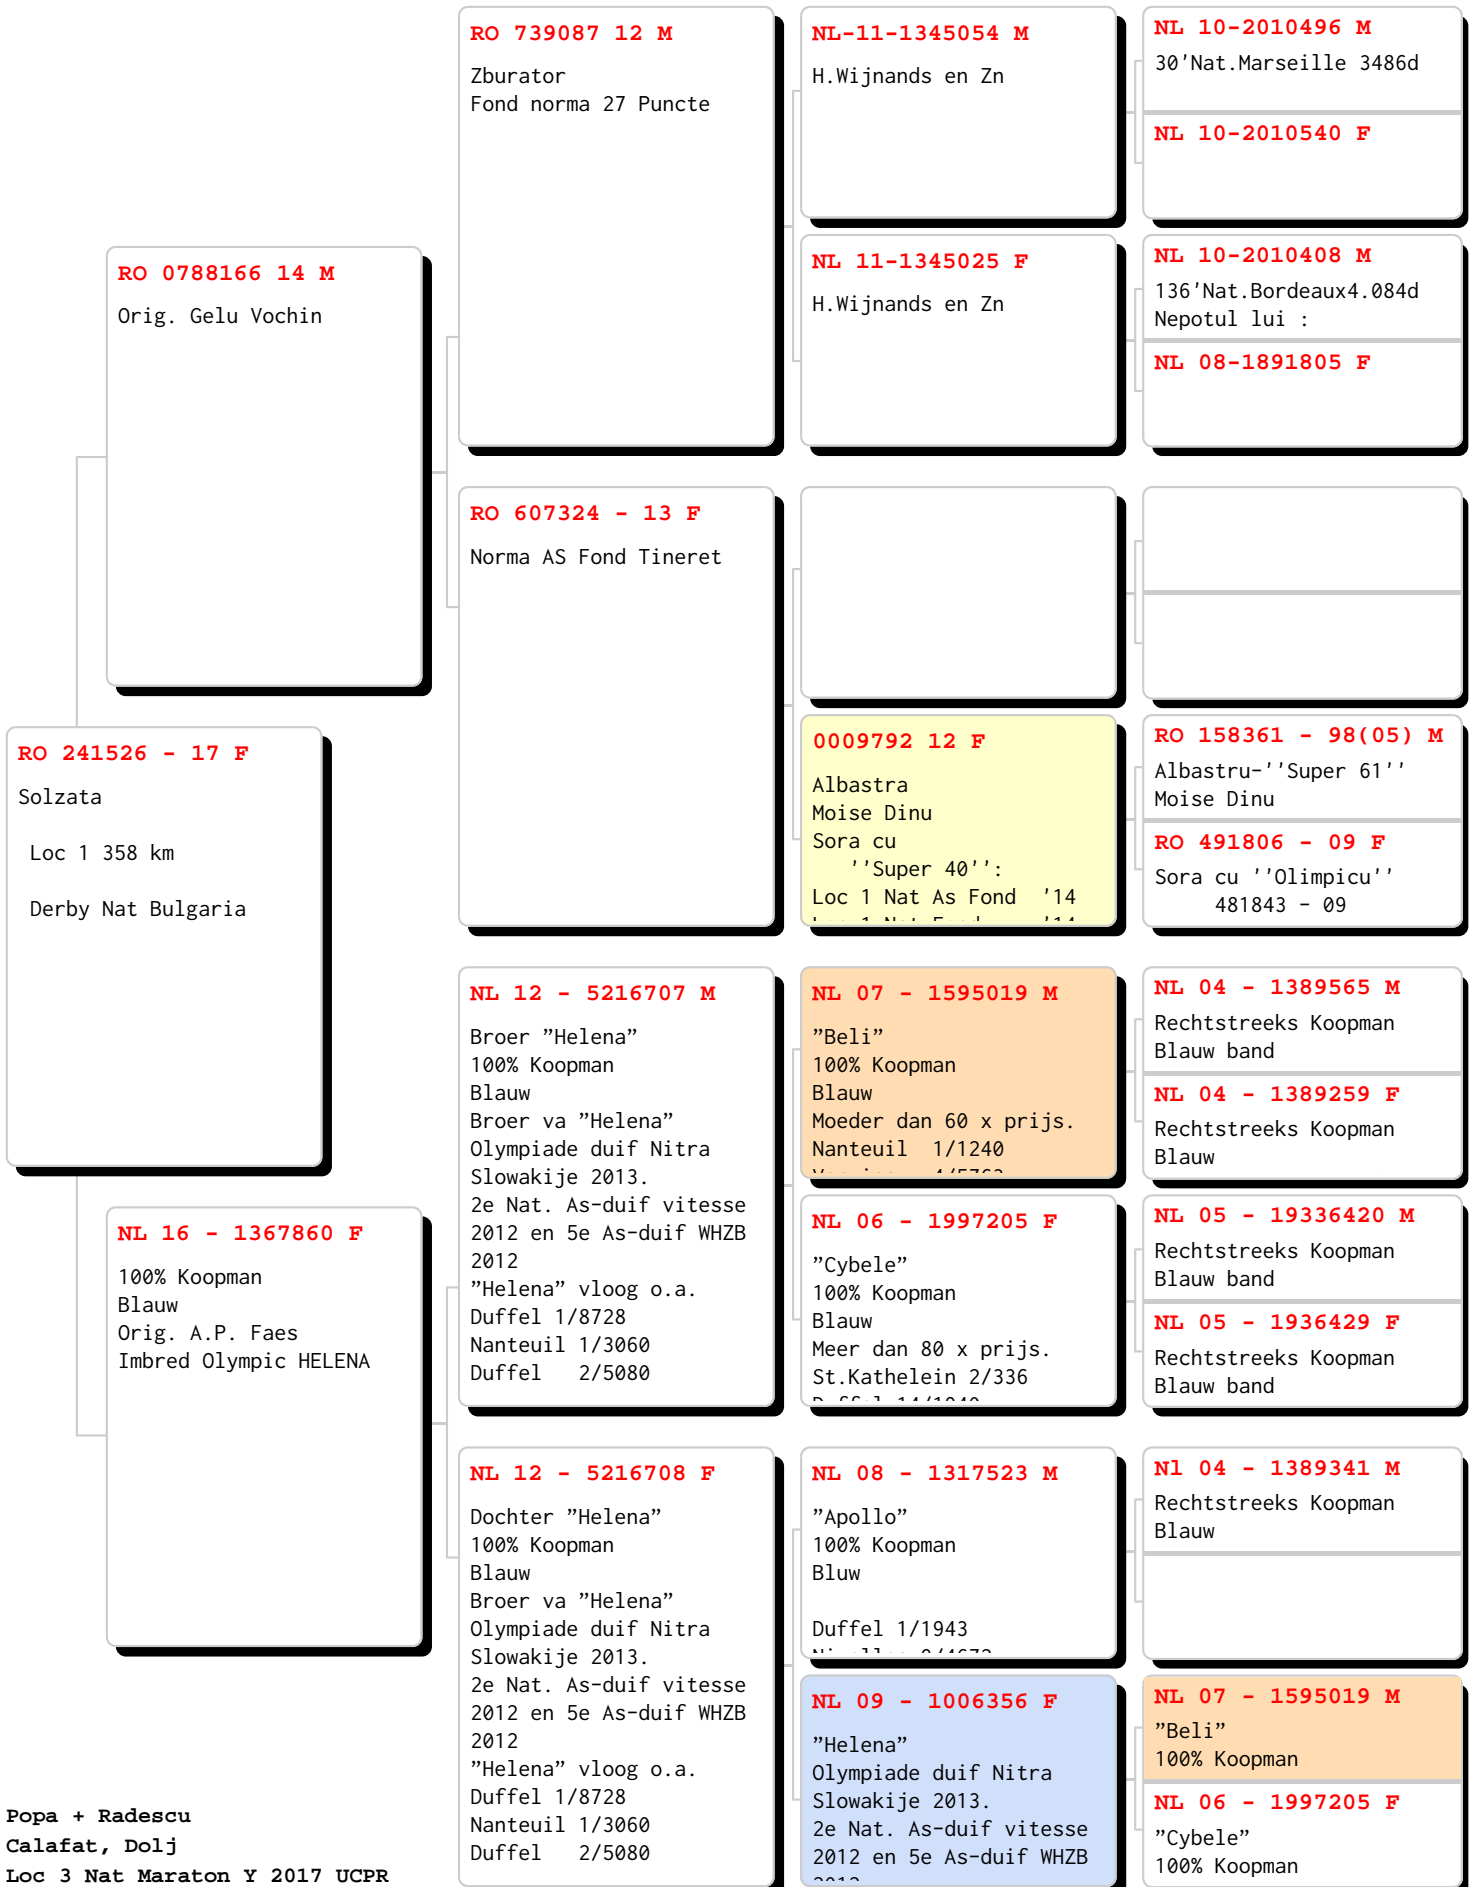 RO 241526 - 17 F
Solzata
Loc 1 358 km
Derby Nat Bulgaria
RO 0788166 14 M
Orig. Gelu Vochin
NL 16 - 1367860 F
100% Koopman
Blauw
Orig. A.P. Faes
Imbred Olympic HELENA
RO 739087 12 M
Zburator
Fond norma 27 Puncte
RO 607324 - 13 F
Norma AS Fond Tineret
NL 12 - 5216707 M
Broer ”Helena”
100% Koopman
Blauw
Broer va ”Helena”
Olympiade duif Nitra
Slowakije 2013.
2e Nat. As-duif vitesse
2012 en 5e As-duif WHZB
2012
”Helena” vloog o.a.
Duffel 1/8728
Nanteuil 1/3060
Duffel   2/5080
NL 12 - 5216708 F
Dochter ”Helena”
100% Koopman
Blauw
Broer va ”Helena”
Olympiade duif Nitra
Slowakije 2013.
2e Nat. As-duif vitesse
2012 en 5e As-duif WHZB
2012
”Helena” vloog o.a.
Duffel 1/8728
Nanteuil 1/3060
Duffel   2/5080
NL-11-1345054 M
H.Wijnands en Zn
NL 11-1345025 F
H.Wijnands en Zn
0009792 12 F
Albastra
Moise Dinu
Sora cu
''Super 40'':
Loc 1 Nat As Fond  '14
NL 07 - 1595019 M
”Beli”
100% Koopman
Blauw
Moeder dan 60 x prijs.
Nanteuil  1/1240
NL 06 - 1997205 F
”Cybele”
100% Koopman
Blauw
Meer dan 80 x prijs.
St.Kathelein 2/336
NL 08 - 1317523 M
”Apollo”
100% Koopman
Bluw
Duffel 1/1943
NL 09 - 1006356 F
”Helena”
Olympiade duif Nitra
Slowakije 2013.
2e Nat. As-duif vitesse
2012 en 5e As-duif WHZB
NL 10-2010496 M
30'Nat.Marseille 3486d
NL 10-2010540 F
NL 10-2010408 M
136'Nat.Bordeaux4.084d
Nepotul lui :
NL 08-1891805 F
RO 158361 - 98(05) M
Albastru-''Super 61''
Moise Dinu
RO 491806 - 09 F
Sora cu ''Olimpicu''
481843 - 09
NL 04 - 1389565 M
Rechtstreeks Koopman
Blauw band
NL 04 - 1389259 F
Rechtstreeks Koopman
Blauw
NL 05 - 19336420 M
Rechtstreeks Koopman
Blauw band
NL 05 - 1936429 F
Rechtstreeks Koopman
Blauw band
Nl 04 - 1389341 M
Rechtstreeks Koopman
Blauw
NL 07 - 1595019 M
”Beli”
100% Koopman
NL 06 - 1997205 F
”Cybele”
100% Koopman
Popa + Radescu
Calafat, Dolj
Loc 3 Nat Maraton Y 2017 UCPR